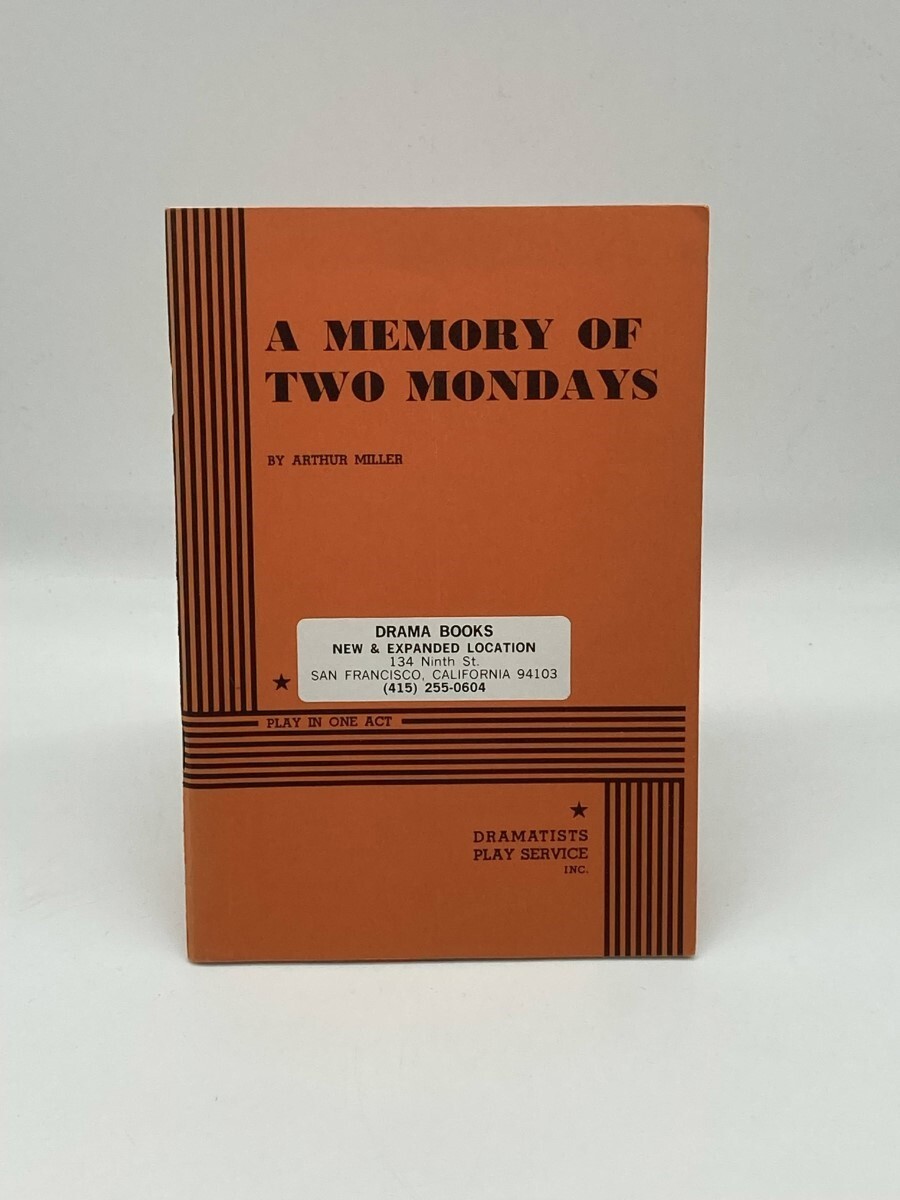 A MEMORY OF
TWO MONDAYS
BY ARTHUR MILLER
DRAMA BOOKS
NEW & EXPANDED LOCATION
134 Ninth St.
SAN FRANCISCO, CALIFORNIA 94103
(415) 255-0604
PLAY IN ONE ACT
DRAMATISTS
PLAY SERVICE
INC.